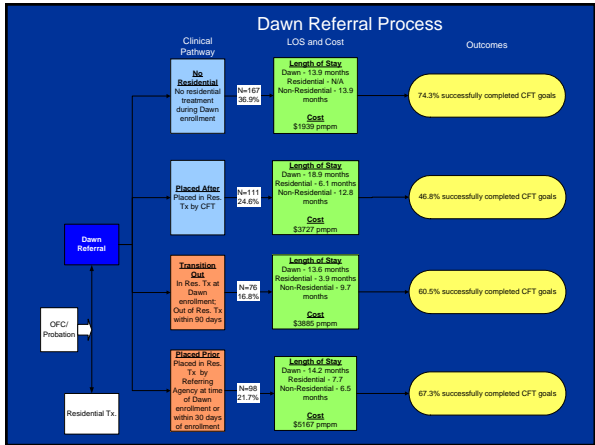 Dawn Referral Process
Clinical
Pathway
LOS and Cost
Outcomes
No
Residential
No residential
treatment
during Dawn
enrollment
N=167
36.9%
Length of Stay
Dawn - 13.9 months
Residential - N/A
Non-Residential - 13.9
months
Cost
$1939 pmpm
74.3% successfully completed CFT goals
Placed After
Placed in Res.
Tx by CFT
N=111
24.6%
Length of Stay
Dawn - 18.9 months
Residential - 6.1 months
Non-Residential - 12.8
months
Cost
$3727 pmpm
46.8% successfully completed CFT goals
Dawn
Referral
Transition
Out
In Res. Tx at
Dawn
enrollment;
Out of Res. Tx
within 90 days
N=76
16.8%
Length of Stay
Dawn - 13.6 months
Residential - 3.9 months
Non-Residential - 9.7
months
Cost
$3885 pmpm
60.5% successfully completed CFT goals
OFC/
Probation
Residential Tx.
Placed Prior
Placed in Res.
Tx by
Referring
Agency at time
of Dawn
enrollment or
within 30 days
of enrollment
N=98
21.7%
Length of Stay
Dawn - 14.2 months
Residential - 7.7
Non-Residential - 6.5
months
Cost
$5167 pmpm
67.3% successfully completed CFT goals